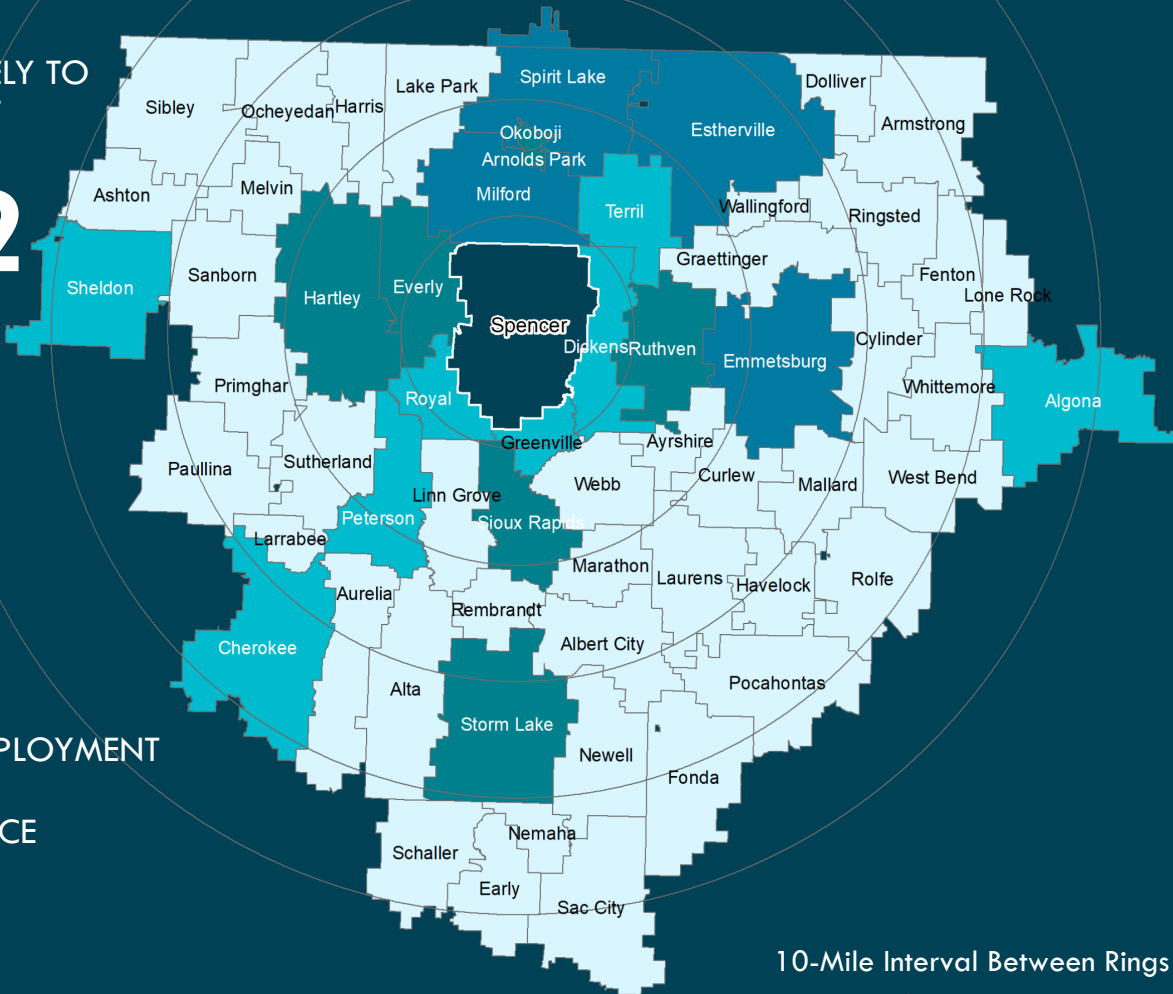 ELY TO
2
Spirit Lake
Dolliver
Lake Park
Sibley
Ocheyedan
Harris
Armstrong
Estherville
Okoboji
Arnolds Park
Melvin
Ashton
Milford
Wallingford
Terril
Ringsted
Graettinger
Sanborn
Fenton
Sheldon
Everly
Hartley
Lone Rock
Spencer
Cylinder
Dickens
Ruthven
Emmetsburg
Primghar
Whittemore
Royal
Algona
Greenville
Ayrshire
Sutherland
Paullina
Curlew
West Bend
Webb
Mallard
Linn Grove
Peterson
Sioux Rapids
Larrabee
Marathon
Laurens
Rolfe
Havelock
Aurelia
Rembrandt
Albert City
Cherokee
Pocahontas
Alta
Storm Lake
PLOYMENT
Newell
Fonda
CE
Nemaha
Schaller
Early
Sac City
10-Mile Interval Between Rings